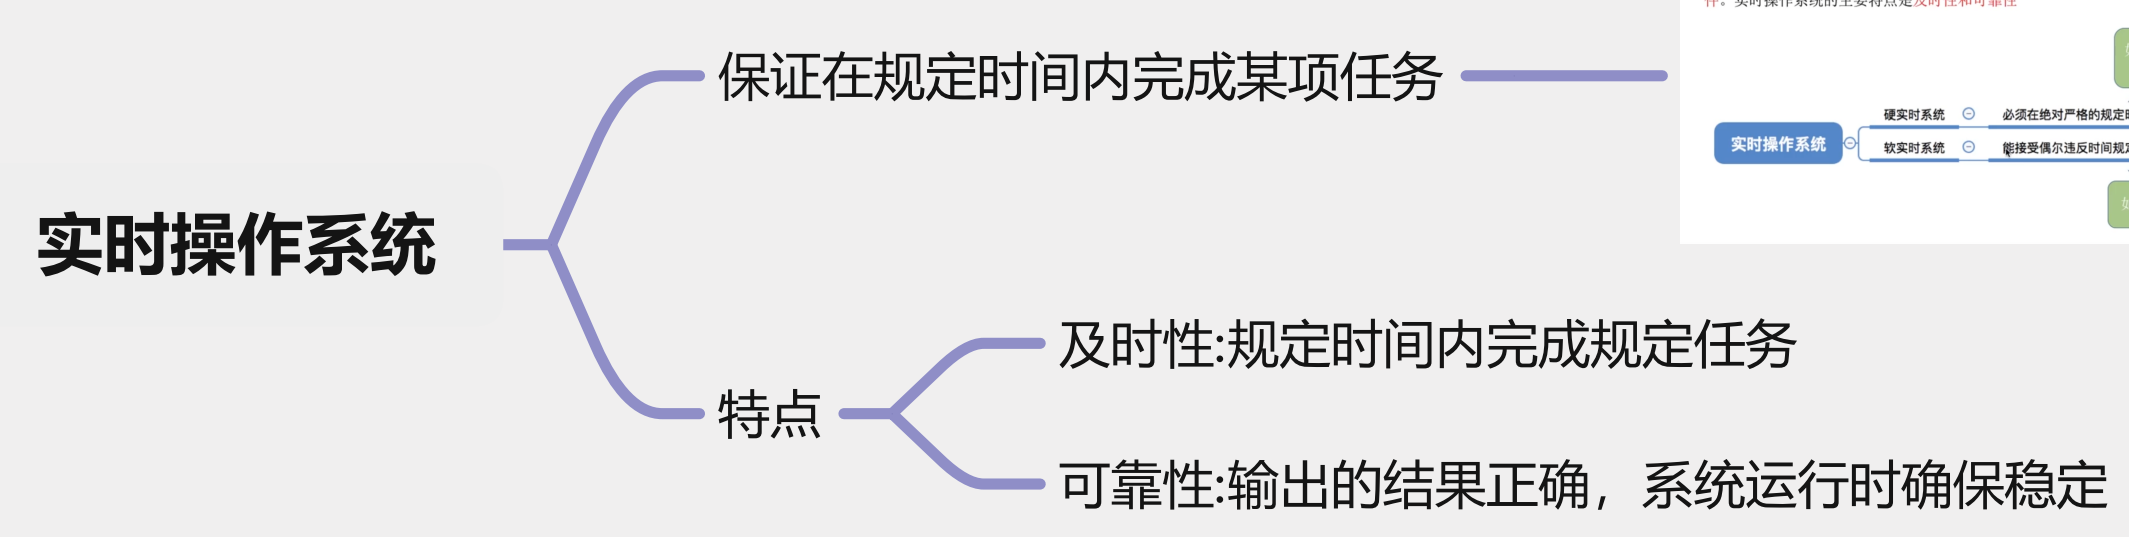 件。实时操作系统的主要特点是及时性和可靠性
保证在规定时间内完成某项任务
硬实时系统
必须在绝对严格的规定时
实时操作系统
软实时系统
能接受偶尔违反时间规定
实时操作系统
及时性:规定时间内完成规定任务
特点
可靠性:输出的结果正确，系统运行时确保稳定